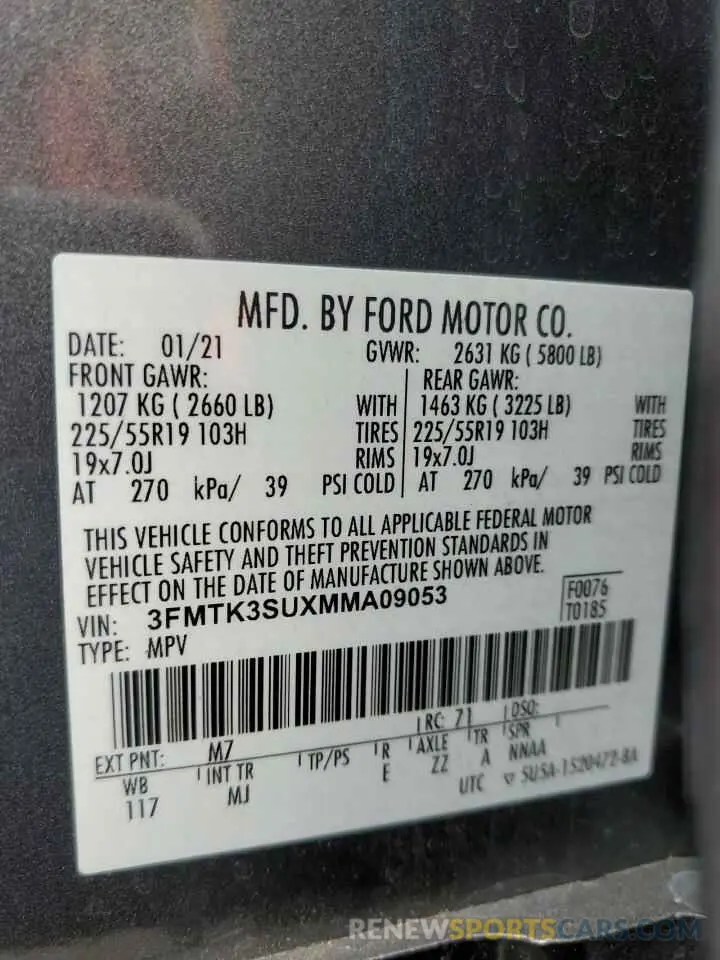 MFD. BY FORD MOTOR CO.
DATE: 01/21 GVWR: 2631 KG ( 5800 LB)
FRONT GAWR: REAR GAWR:
1207 KG ( 2660 LB) WITH 1463 KG ( 3225 LB) WITH
225/55R19 103H TIRES 225/55R19 103H TIRES
19x7.0J RIMS 19x7.0J RIMS
AT 270 kPa/ 39 PSI COLD AT 270 kPa/ 39 PSI COLD
THIS VEHICLE CONFORMS TO ALL APPLICABLE FEDERAL MOTOR
VEHICLE SAFETY AND THEFT PREVENTION STANDARDS IN
EFFECT ON THE DATE OF MANUFACTURE SHOWN ABOVE.
VIN: 3FMTK3SUXMMA09053 F0076
TYPE: MPV T0185
EXT PNT: M7 RC: 71 DSO:
WB INT TR TP/PS R AXLE TR SPR
117 MJ E ZZ A NNAA
UTC ▽ SU5A-1520472-BA
RENEWSPORTSCARS.COM